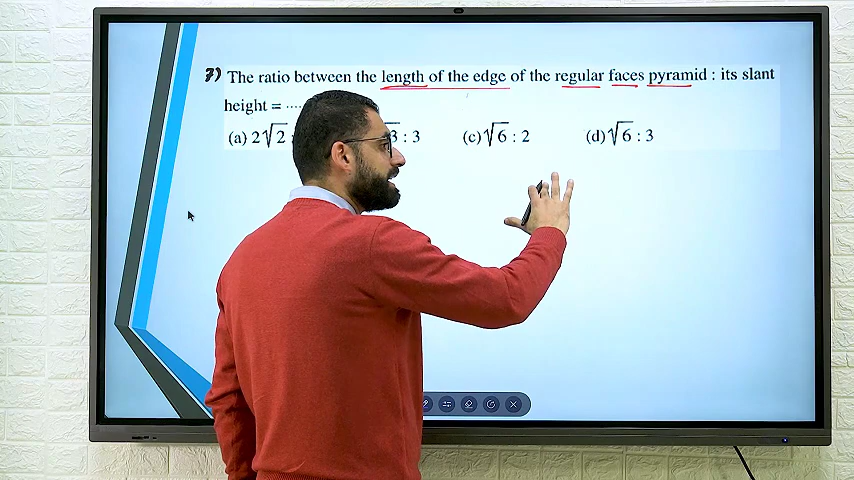 7) The ratio between the length of the edge of the regular faces pyramid : its slant
height = ....
(a) 2√2 : 3 : 3 (c) √6 : 2 (d) √6 : 3